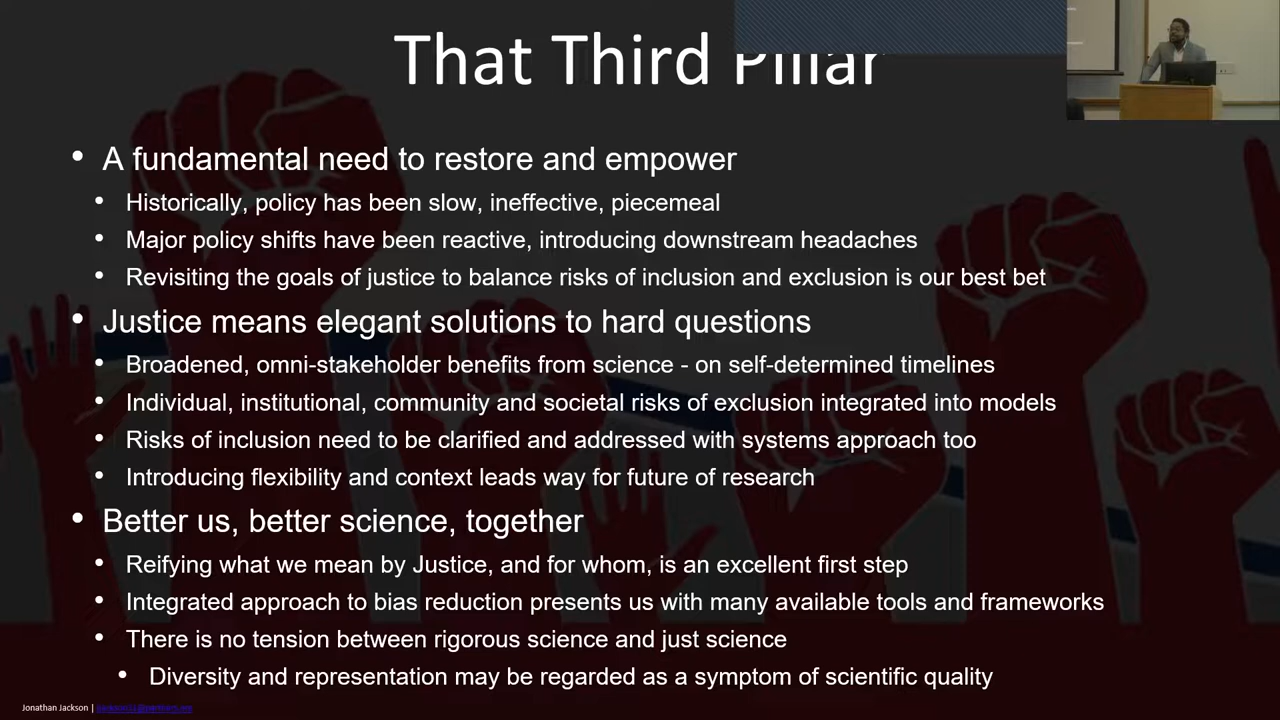 That Third Pillar
• A fundamental need to restore and empower
• Historically, policy has been slow, ineffective, piecemeal
• Major policy shifts have been reactive, introducing downstream headaches
• Revisiting the goals of justice to balance risks of inclusion and exclusion is our best bet
• Justice means elegant solutions to hard questions
• Broadened, omni-stakeholder benefits from science - on self-determined timelines
• Individual, institutional, community and societal risks of exclusion integrated into models
• Risks of inclusion need to be clarified and addressed with systems approach too
• Introducing flexibility and context leads way for future of research
• Better us, better science, together
• Reifying what we mean by Justice, and for whom, is an excellent first step
• Integrated approach to bias reduction presents us with many available tools and frameworks
• There is no tension between rigorous science and just science
• Diversity and representation may be regarded as a symptom of scientific quality
Jonathan Jackson |